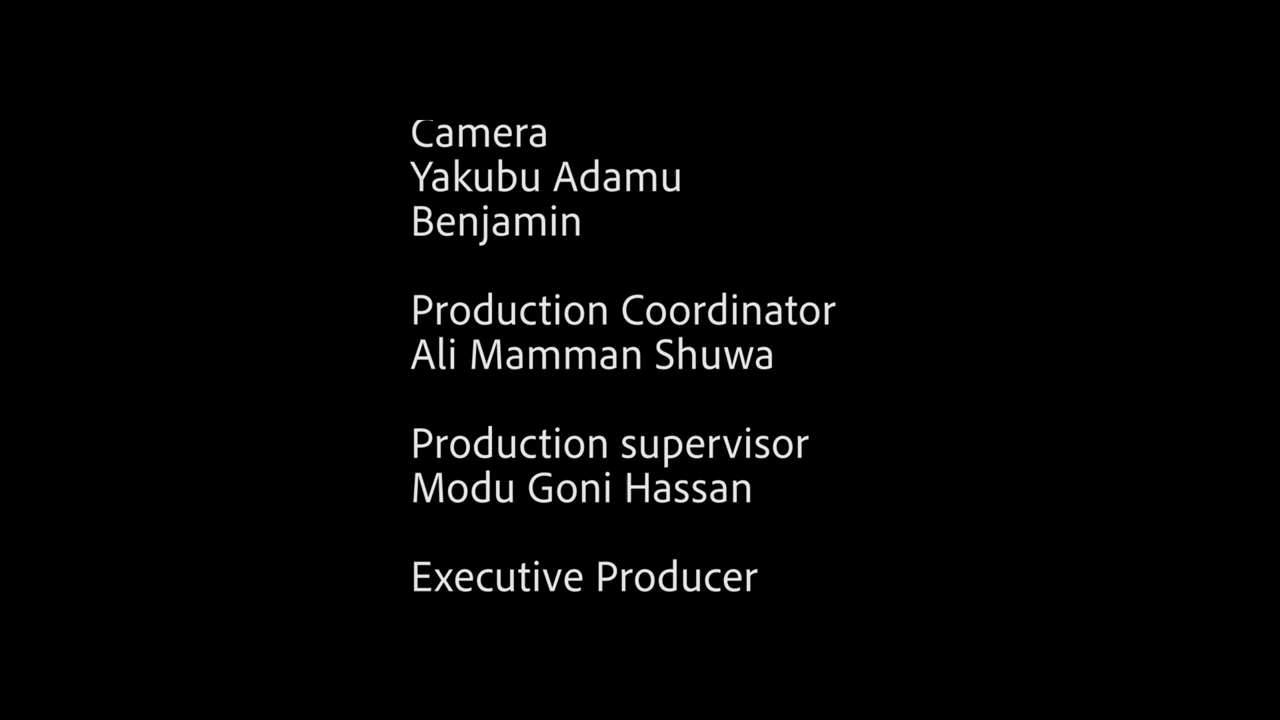 Camera
Yakubu Adamu
Benjamin
Production Coordinator
Ali Mamman Shuwa
Production supervisor
Modu Goni Hassan
Executive Producer